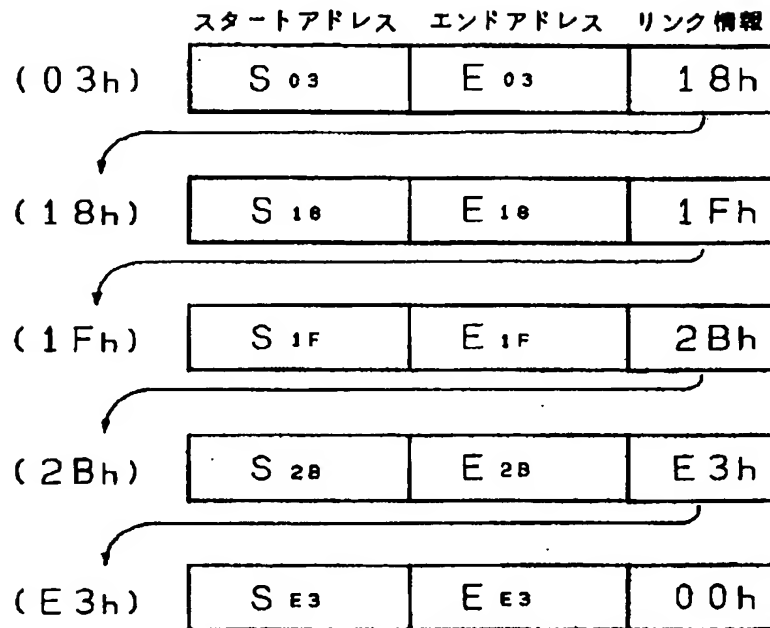 スタートアドレス エンドアドレス リンク情報
(03h) S03 E03 18h
(18h) S18 E18 1Fh
(1Fh) S1F E1F 2Bh
(2Bh) S2B E2B E3h
(E3h) SE3 EE3 00h